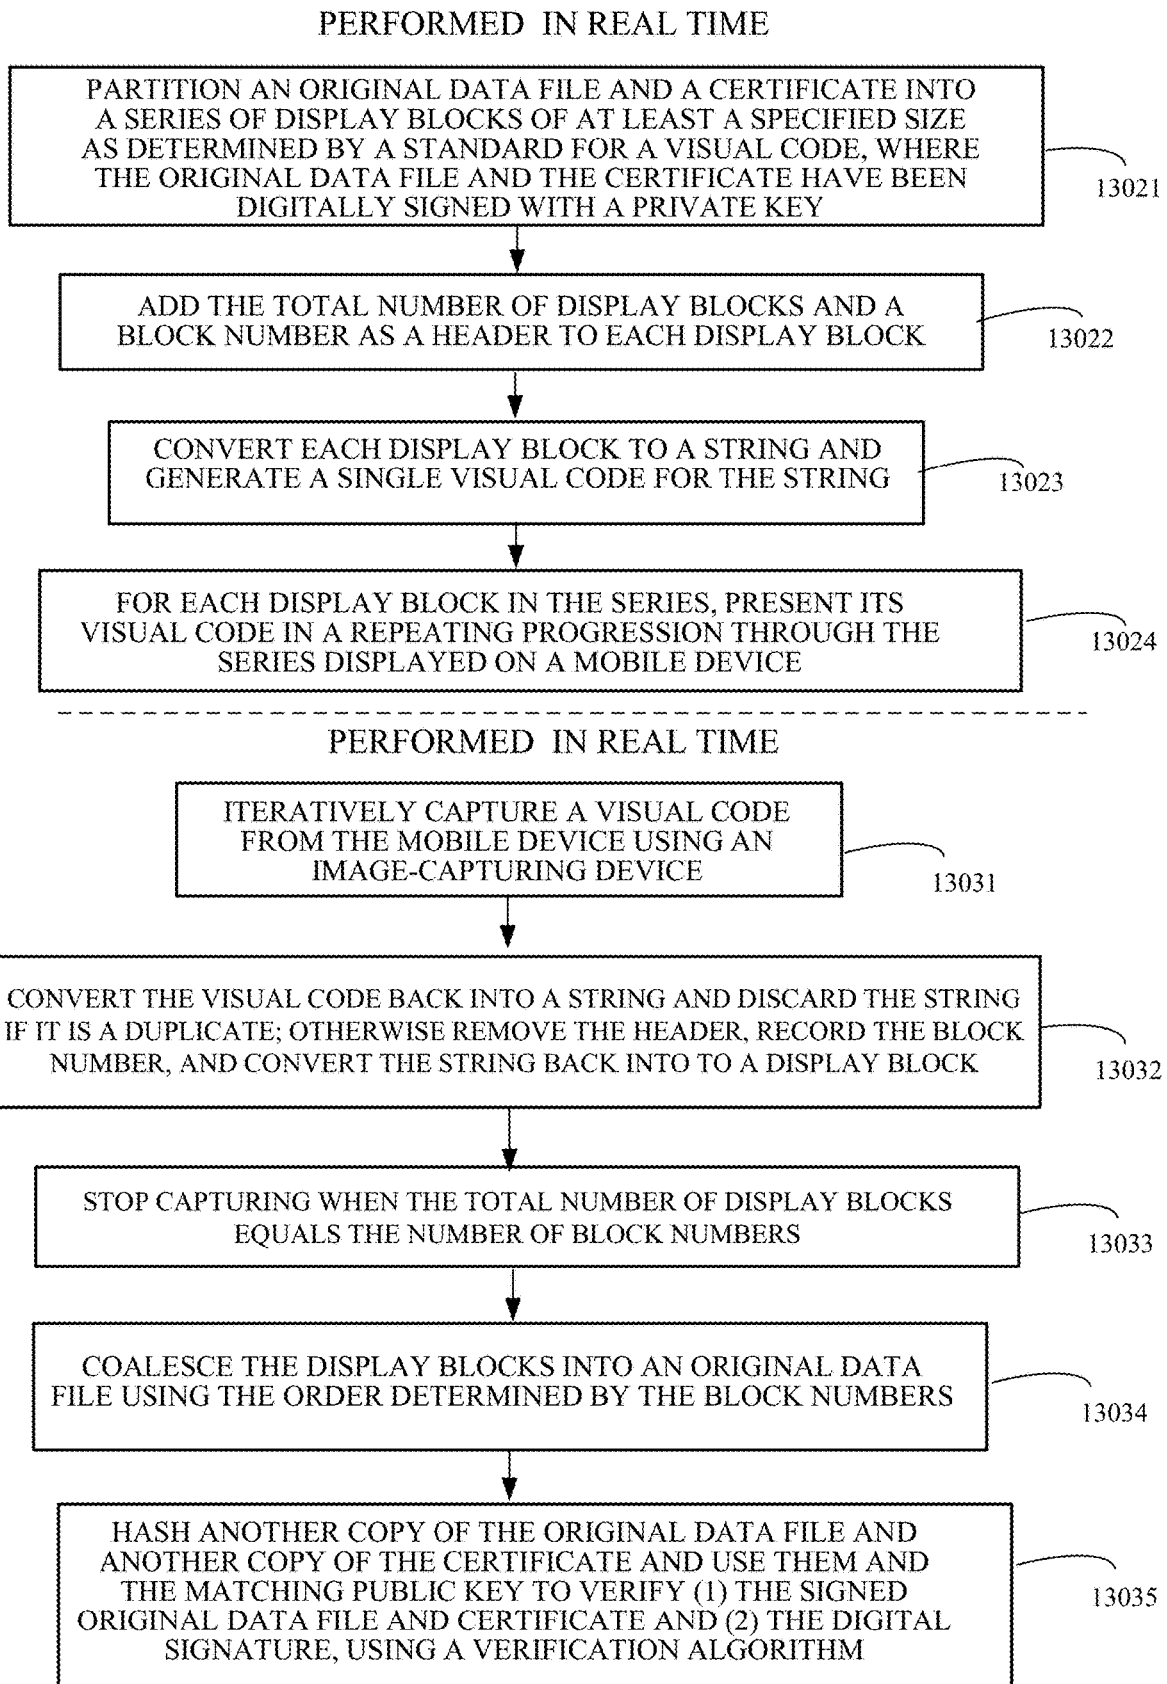 PERFORMED IN REAL TIME
PARTITION AN ORIGINAL DATA FILE AND A CERTIFICATE INTO
A SERIES OF DISPLAY BLOCKS OF AT LEAST A SPECIFIED SIZE
AS DETERMINED BY A STANDARD FOR A VISUAL CODE, WHERE
THE ORIGINAL DATA FILE AND THE CERTIFICATE HAVE BEEN
DIGITALLY SIGNED WITH A PRIVATE KEY
13021
ADD THE TOTAL NUMBER OF DISPLAY BLOCKS AND A
BLOCK NUMBER AS A HEADER TO EACH DISPLAY BLOCK
13022
CONVERT EACH DISPLAY BLOCK TO A STRING AND
GENERATE A SINGLE VISUAL CODE FOR THE STRING
13023
FOR EACH DISPLAY BLOCK IN THE SERIES, PRESENT ITS
VISUAL CODE IN A REPEATING PROGRESSION THROUGH THE
SERIES DISPLAYED ON A MOBILE DEVICE
13024
PERFORMED IN REAL TIME
ITERATIVELY CAPTURE A VISUAL CODE
FROM THE MOBILE DEVICE USING AN
IMAGE-CAPTURING DEVICE
13031
CONVERT THE VISUAL CODE BACK INTO A STRING AND DISCARD THE STRING
IF IT IS A DUPLICATE; OTHERWISE REMOVE THE HEADER, RECORD THE BLOCK
NUMBER, AND CONVERT THE STRING BACK INTO TO A DISPLAY BLOCK
13032
STOP CAPTURING WHEN THE TOTAL NUMBER OF DISPLAY BLOCKS
EQUALS THE NUMBER OF BLOCK NUMBERS
13033
COALESCE THE DISPLAY BLOCKS INTO AN ORIGINAL DATA
FILE USING THE ORDER DETERMINED BY THE BLOCK NUMBERS
13034
HASH ANOTHER COPY OF THE ORIGINAL DATA FILE AND
ANOTHER COPY OF THE CERTIFICATE AND USE THEM AND
THE MATCHING PUBLIC KEY TO VERIFY (1) THE SIGNED
ORIGINAL DATA FILE AND CERTIFICATE AND (2) THE DIGITAL
SIGNATURE, USING A VERIFICATION ALGORITHM
13035